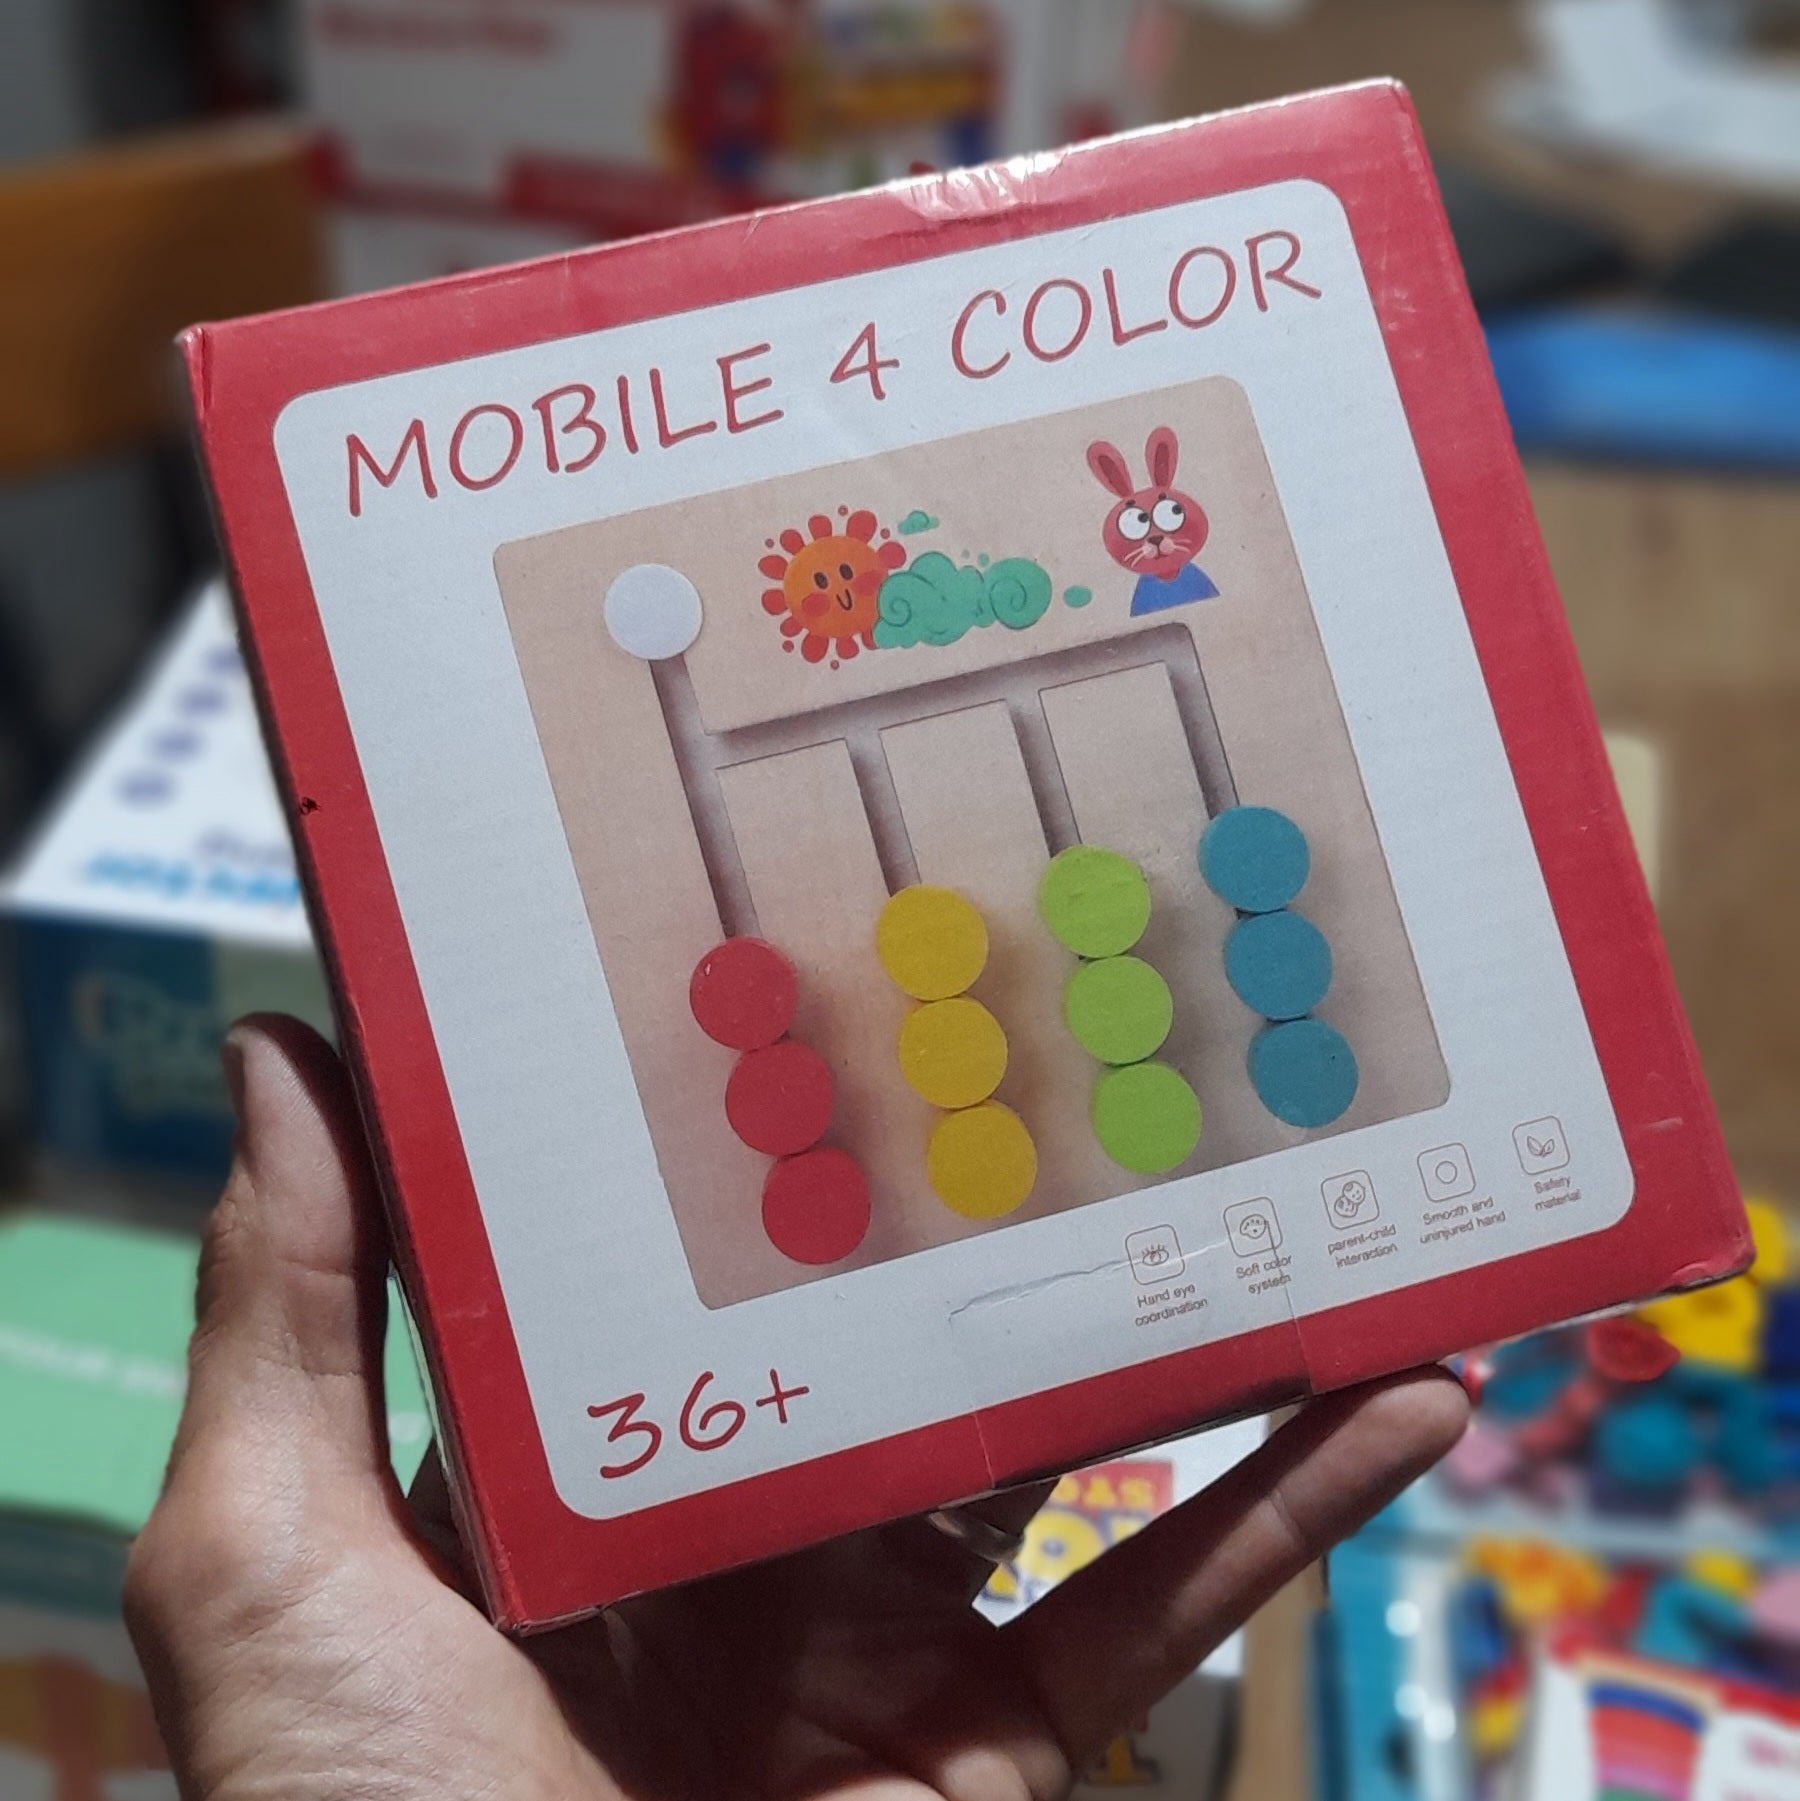 MOBILE 4 COLOR
Hand eye
coordination
Soft color
system
parent-child
interaction
Smooth and
uninjured hand
Safety
material
36+